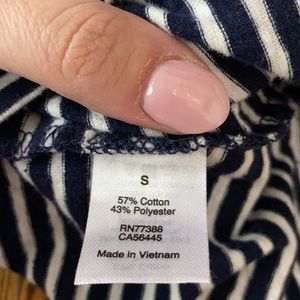 S
57% Cotton
43% Polyester
RN77388
CA56445
Made in Vietnam